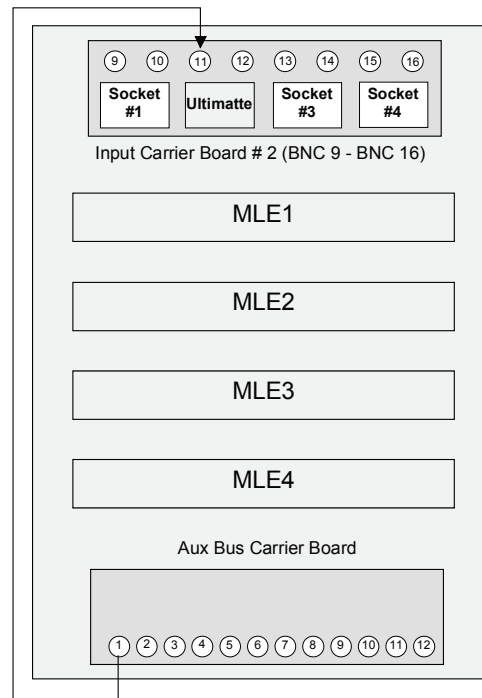 9 10 11 12 13 14 15 16
Socket #1 Ultimatte Socket #3 Socket #4
Input Carrier Board # 2 (BNC 9 - BNC 16)
MLE1
MLE2
MLE3
MLE4
Aux Bus Carrier Board
1 2 3 4 5 6 7 8 9 10 11 12